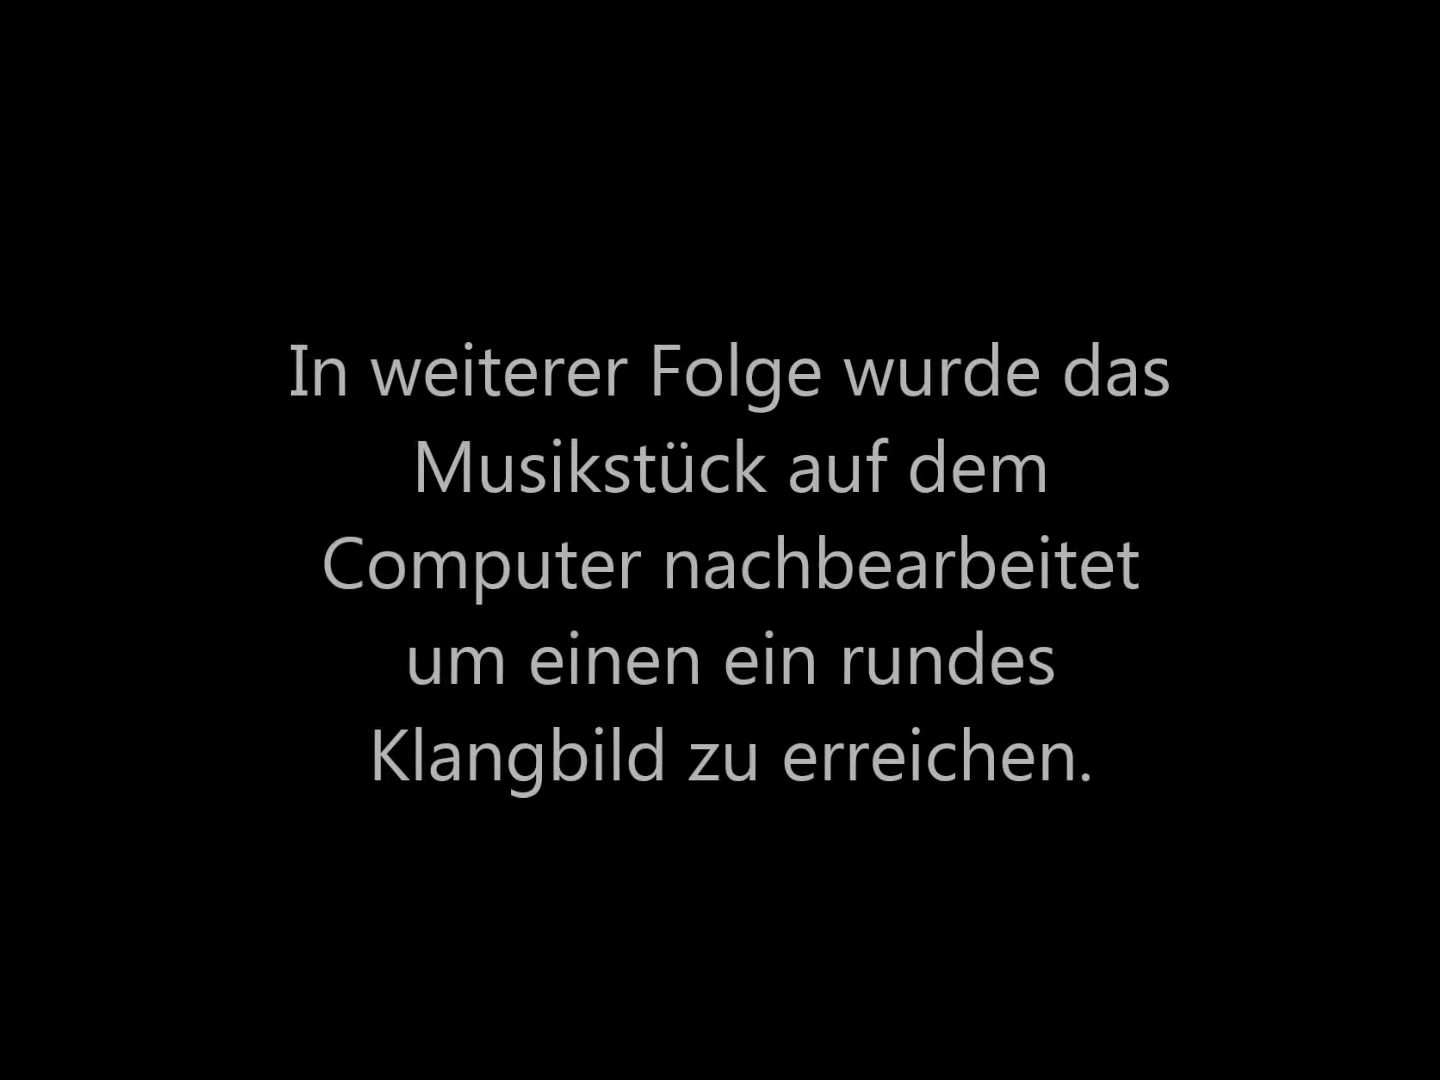 In weiterer Folge wurde das
Musikstück auf dem
Computer nachbearbeitet
um einen ein rundes
Klangbild zu erreichen.